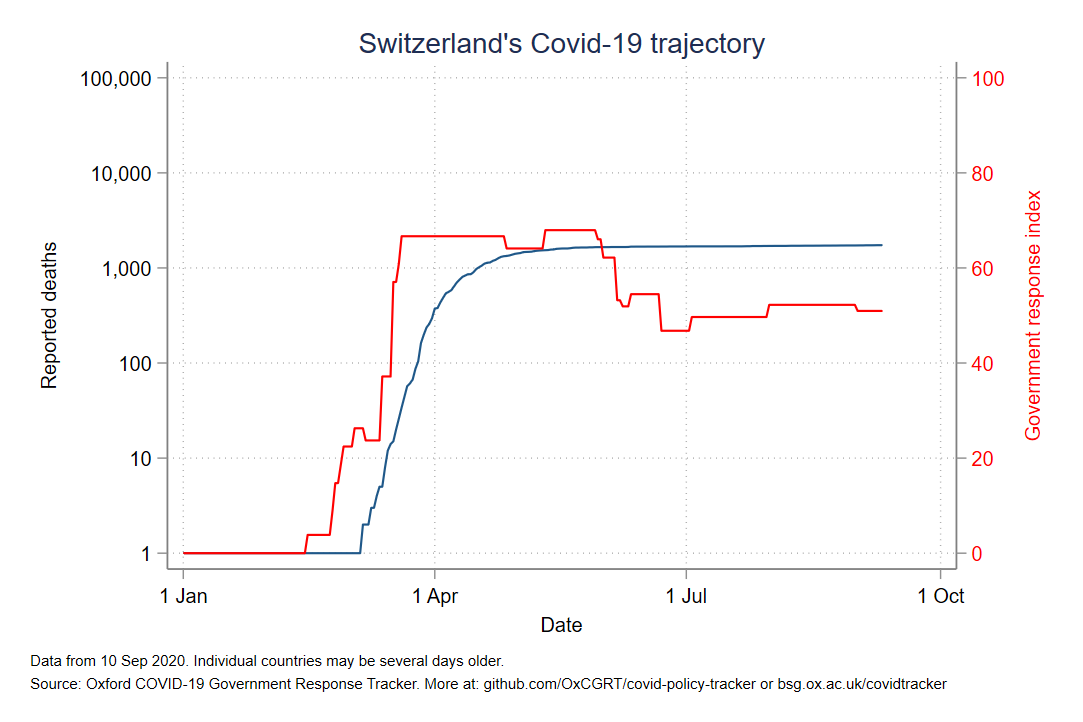 Switzerland's Covid-19 trajectory
100,000
10,000
1,000
100
10
1
Reported deaths
100
80
60
40
20
0
Government response index
1 Jan
1 Apr
1 Jul
1 Oct
Date
Data from 10 Sep 2020. Individual countries may be several days older.
Source: Oxford COVID-19 Government Response Tracker. More at: github.com/OxCGRT/covid-policy-tracker or bsg.ox.ac.uk/covidtracker